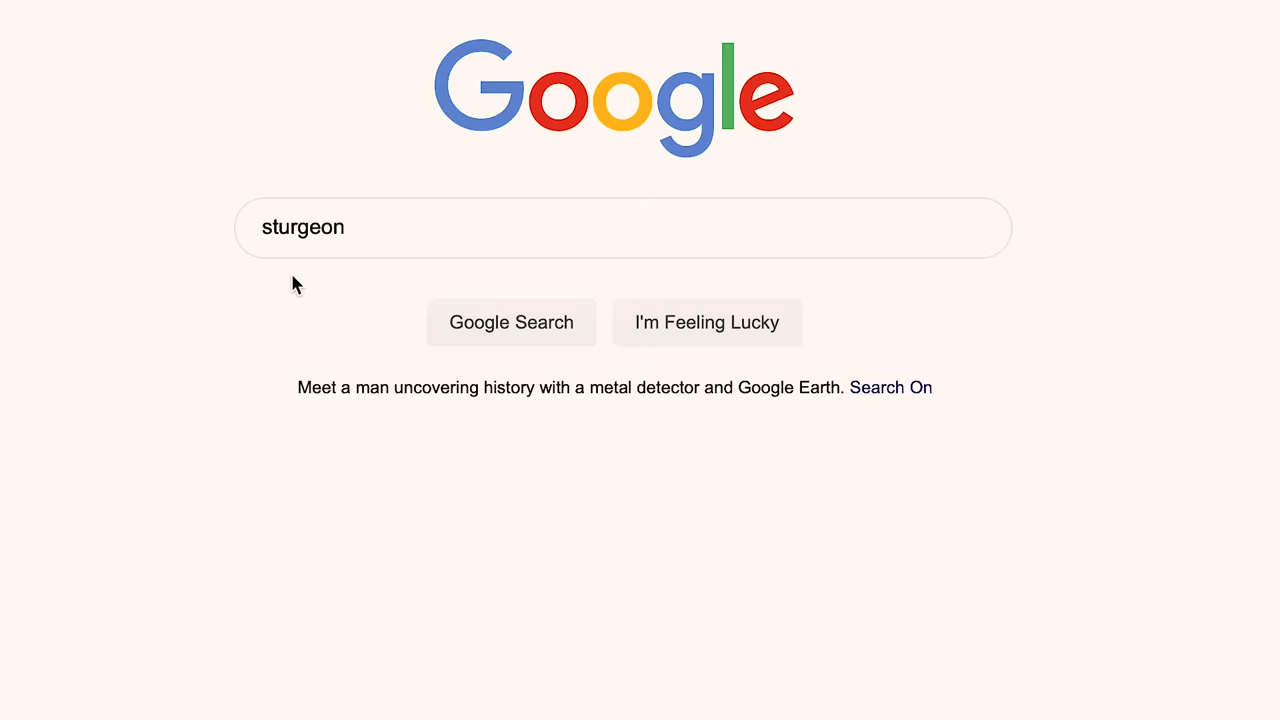 Google
sturgeon
Google Search
I'm Feeling Lucky
Meet a man uncovering history with a metal detector and Google Earth. Search On